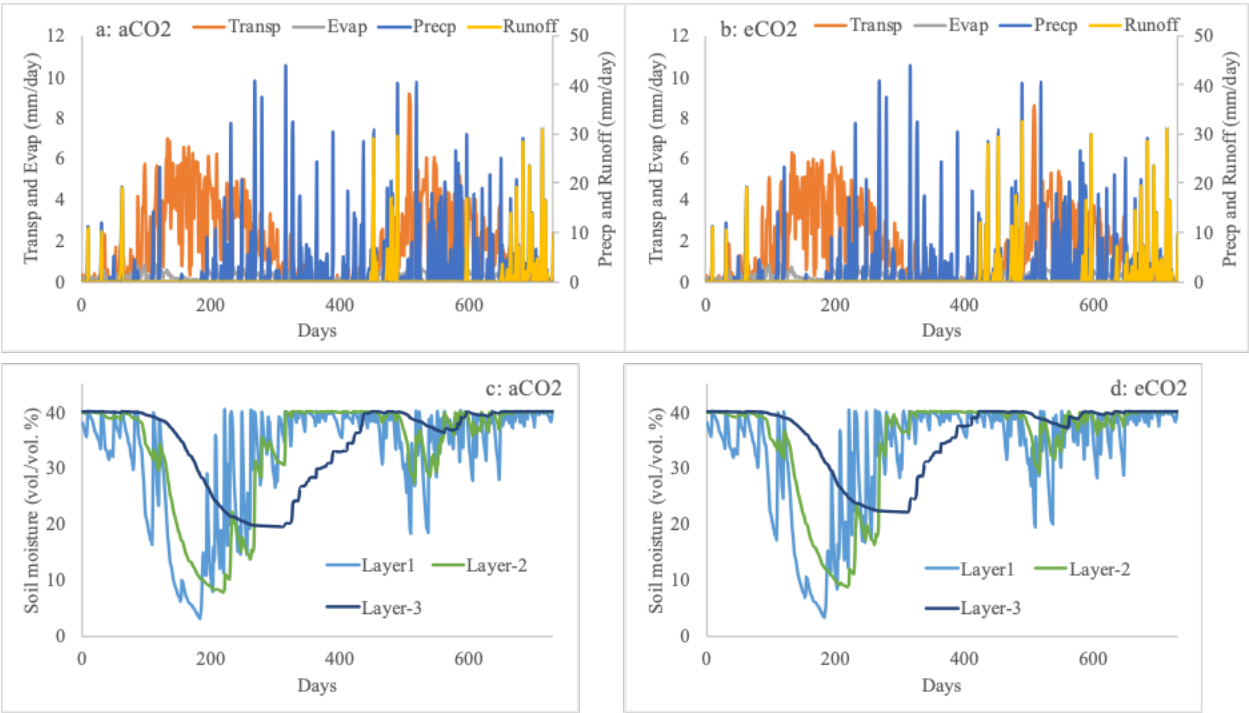 a: aCO2
Transp Evap Precp Runoff
12
10
8
6
4
2
0
Transp and Evap (mm/day)
50
40
30
20
10
0
Precp and Runoff (mm/day)
0 200 400 600
Days
b: eCO2
Transp Evap Precp Runoff
12
10
8
6
4
2
0
Transp and Evap (mm/day)
50
40
30
20
10
0
Precp and Runoff (mm/day)
0 200 400 600
Days
c: aCO2
40
30
20
10
0
Soil moisture (vol./vol. %)
Layer1 Layer-2
Layer-3
0 200 400 600
Days
d: eCO2
40
30
20
10
0
Soil moisture (vol./vol. %)
Layer1 Layer-2
Layer-3
0 200 400 600
Days